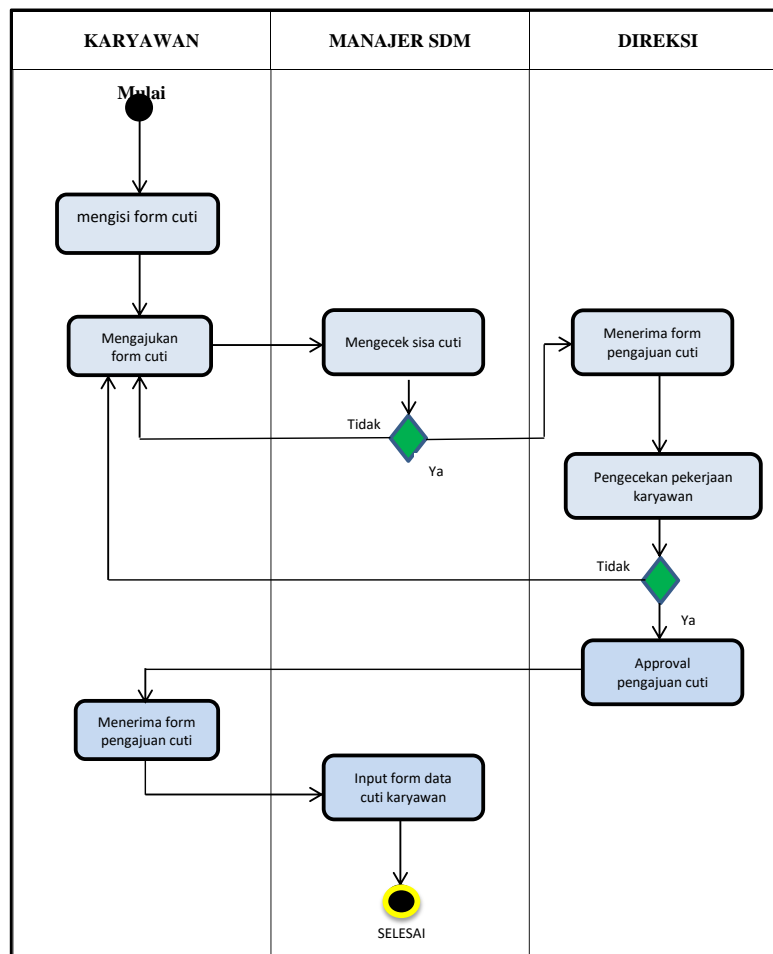 KARYAWAN
MANAJER SDM
DIREKSI
Mulai
mengisi form cuti
Mengajukan
form cuti
Mengecek sisa cuti
Menerima form
pengajuan cuti
Tidak
Ya
Pengecekan pekerjaan
karyawan
Tidak
Ya
Approval
pengajuan cuti
Menerima form
pengajuan cuti
Input form data
cuti karyawan
SELESAI